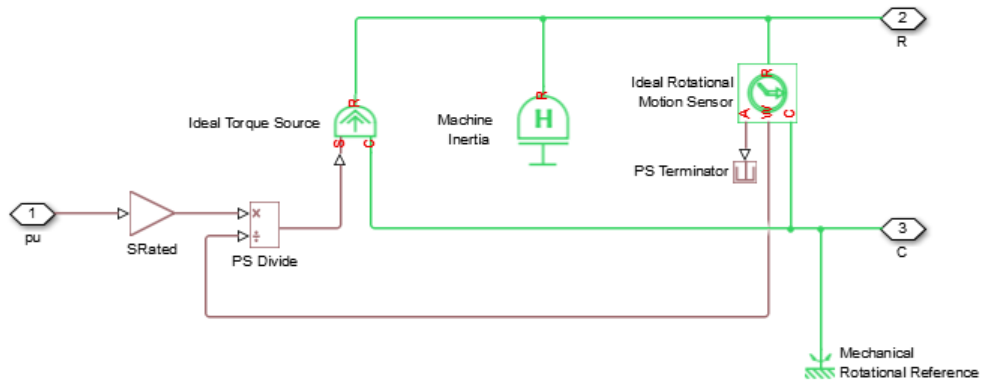 2
R
R
Ideal Rotational
Motion Sensor
R
A
W
C
Ideal Torque Source
R
S
C
Machine
Inertia
H
PS Terminator
1
pu
SRated
×
÷
PS Divide
3
C
Mechanical
Rotational Reference